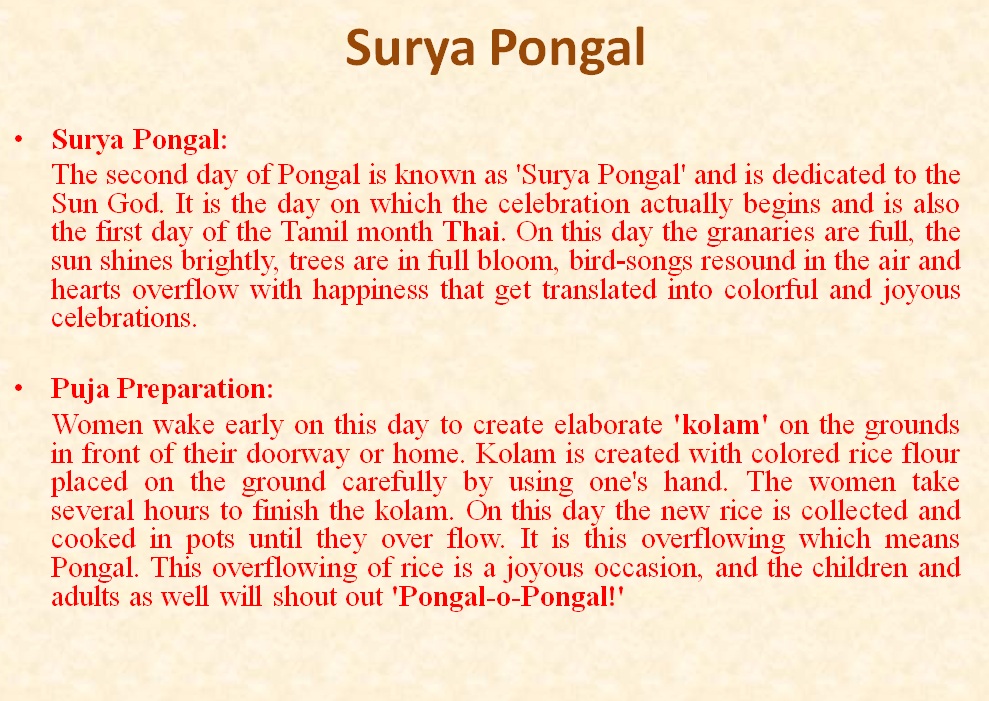 Surya Pongal
• Surya Pongal:
The second day of Pongal is known as 'Surya Pongal' and is dedicated to the
Sun God. It is the day on which the celebration actually begins and is also
the first day of the Tamil month Thai. On this day the granaries are full, the
sun shines brightly, trees are in full bloom, bird-songs resound in the air and
hearts overflow with happiness that get translated into colorful and joyous
celebrations.
• Puja Preparation:
Women wake early on this day to create elaborate 'kolam' on the grounds
in front of their doorway or home. Kolam is created with colored rice flour
placed on the ground carefully by using one's hand. The women take
several hours to finish the kolam. On this day the new rice is collected and
cooked in pots until they over flow. It is this overflowing which means
Pongal. This overflowing of rice is a joyous occasion, and the children and
adults as well will shout out 'Pongal-o-Pongal!'